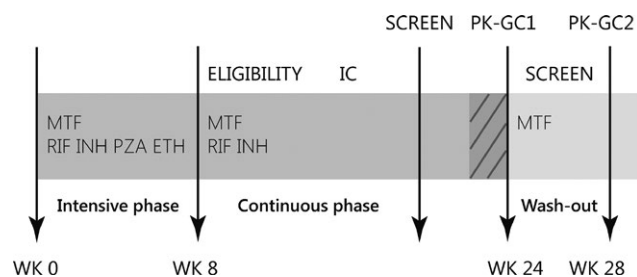 SCREEN PK-GC1 PK-GC2
ELIGIBILITY IC SCREEN
MTF MTF MTF
RIF INH PZA ETH RIF INH
Intensive phase Continuous phase Wash-out
WK 0 WK 8 WK 24 WK 28